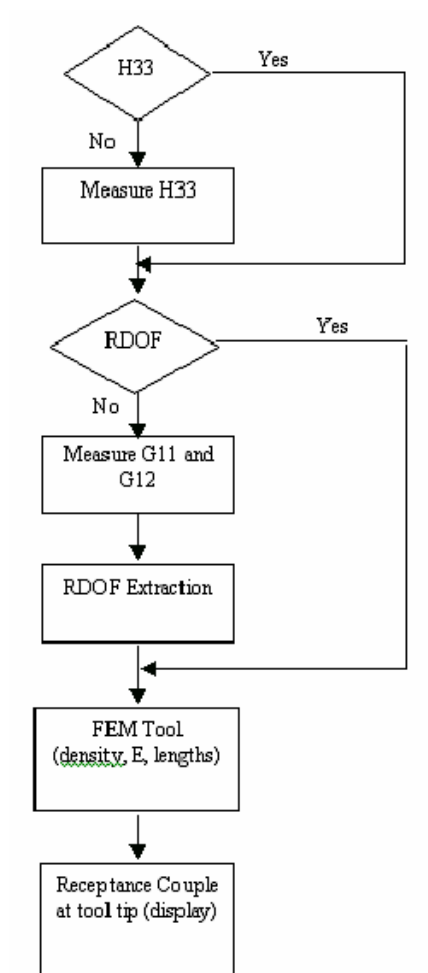 H33
Yes
No
Measure H33
RDOF
Yes
No
Measure G11 and
G12
RDOF Extraction
FEM Tool
(density, E, lengths)
Receptance Couple
at tool tip (display)